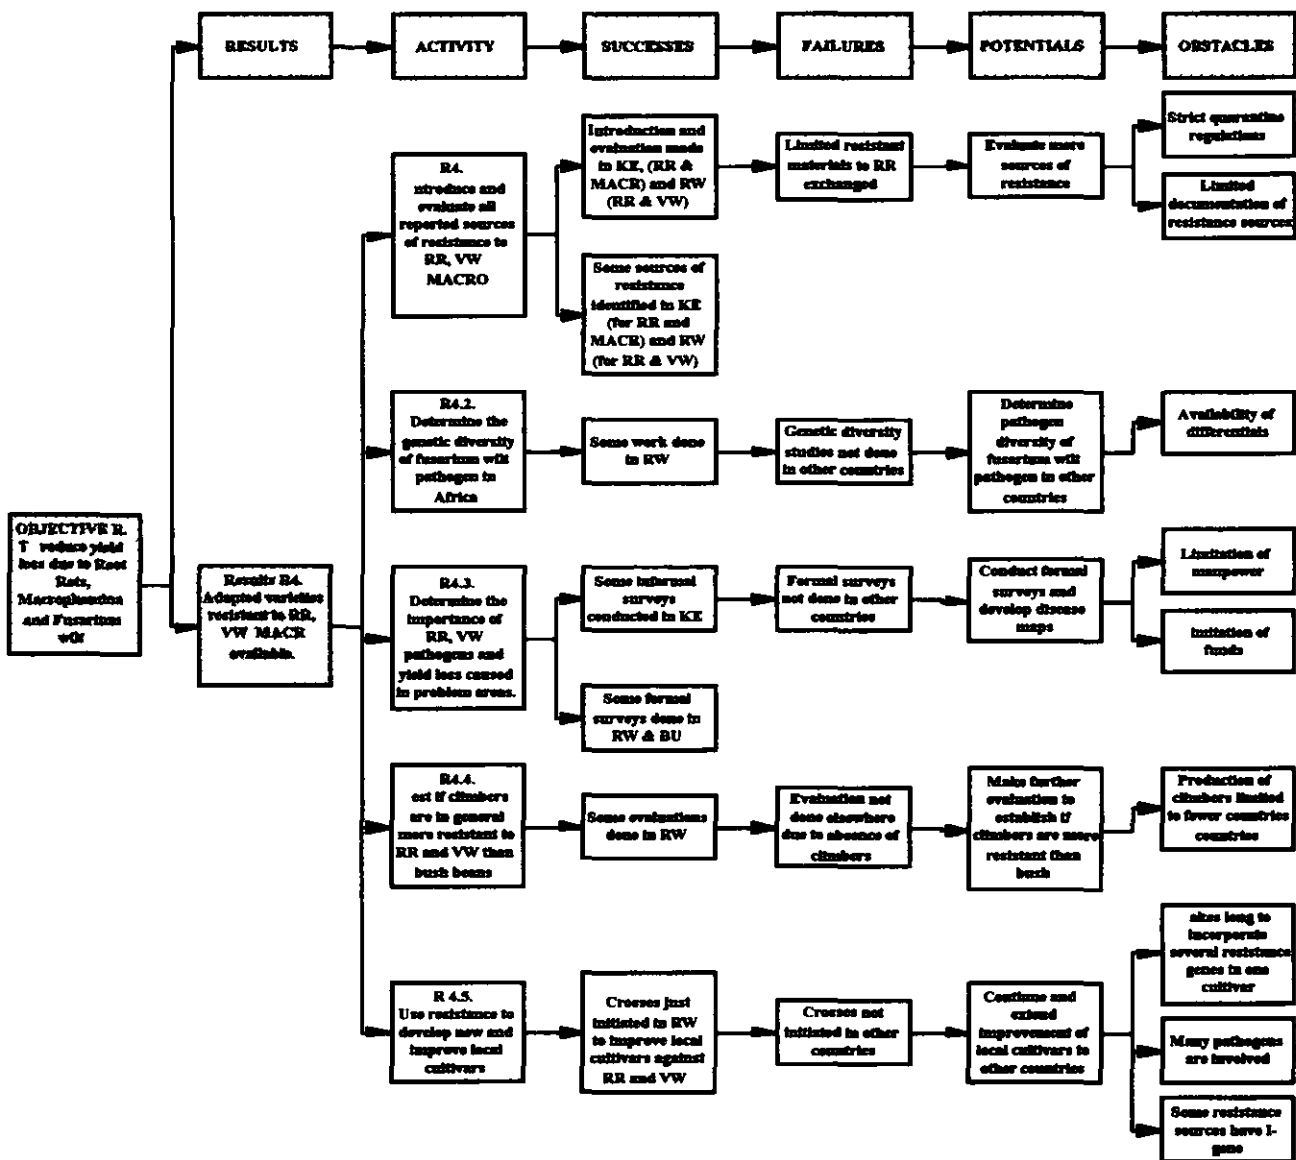 RESULTS
ACTIVITY
SUCCESSES
FAILURES
POTENTIALS
OBSTACLES
OBJECTIVE R.
T reduce yield
loss due to Root
Rots,
Macrophomina
and Fusarium
wilt
Results R4.
Adapted varieties
resistant to RR,
VW MACR
available.
R4.
ntroduce and
evaluate all
reported sources
of resistance to
RR, VW
MACRO
Introduction and
evaluation made
in KE, (RR &
MACR) and RW
(RR & VW)
Some sources of
resistance
identified in KE
(for RR and
MACR) and RW
(for RR & VW)
Limited resistant
materials to RR
exchanged
Evaluate more
sources of
resistance
Strict quarantine
regulations
Limited
documentation of
resistance sources
R4.2.
Determine the
genetic diversity
of fusarium wilt
pathogen in
Africa
Some work done
in RW
Genetic diversity
studies not done
in other countries
Determine
pathogen
diversity of
fusarium wilt
pathogen in other
countries
Availability of
differentials
R4.3.
Determine the
importance of
RR, VW
pathogens and
yield loss caused
in problem areas.
Some informal
surveys
conducted in KE
Some formal
surveys done in
RW & BU
Formal surveys
not done in other
countries
Conduct formal
surveys and
develop disease
maps
Limitation of
manpower
imitation of
funds
R4.4.
est if climbers
are in general
more resistant to
RR and VW than
bush beans
Some evaluations
done in RW
Evaluation not
done elsewhere
due to absence of
climbers
Make further
evaluation to
establish if
climbers are more
resistant than
bush
Production of
climbers limited
to fewer countries
countries
R 4.5.
Use resistance to
develop new and
improve local
cultivars
Crosses just
initiated in RW
to improve local
cultivars against
RR and VW
Crosses not
initiated in other
countries
Continue and
extend
improvement of
local cultivars to
other countries
akes long to
incorporate
several resistance
genes in one
cultivar
Many pathogens
are involved
Some resistance
sources have I-
gene